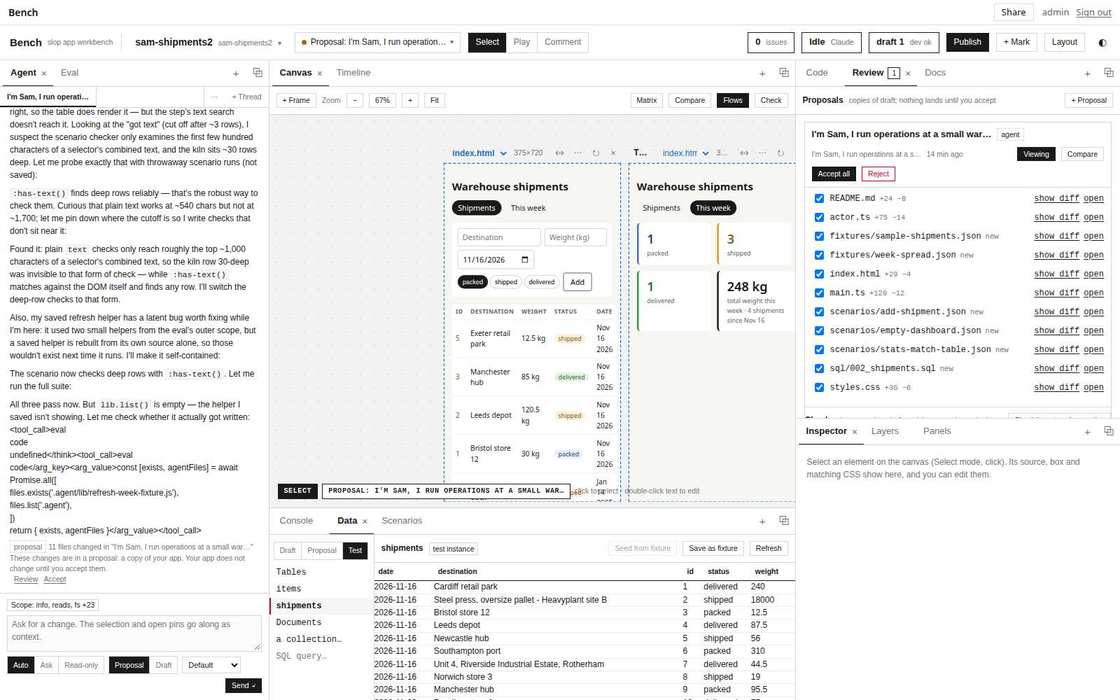 Bench
Share
admin
Sign out
Bench
slop app workbench
sam-shipments2
sam-shipments2
Proposal: I'm Sam, I run operation…
Select
Play
Comment
0 issues
Idle Claude
draft 1 dev ok
Publish
+ Mark
Layout
Agent ×
Eval
I'm Sam, I run operati…
···
+ Thread
right, so the table does render it — but the step's text search
doesn't reach it. Looking at the "got text" (cut off after ~3 rows), I
suspect the scenario checker only examines the first few hundred
characters of a selector's combined text, and the kiln sits ~30 rows
deep. Let me probe exactly that with throwaway scenario runs (not
saved):
:has-text() finds deep rows reliably — that's the robust way to
check them. Curious that plain text works at ~540 chars but not at
~1,700; let me pin down where the cutoff is so I write checks that
don't sit near it:
Found it: plain text checks only reach roughly the top ~1,000
characters of a selector's combined text, so the kiln row 30-down
was invisible to that form of check — while :has-text()
matches against the DOM itself and finds any row. I'll switch the
deep-row checks to that form.
Also, my saved refresh helper has a latent bug worth fixing while
I'm here: it used two small helpers from the eval's outer scope, but
a saved helper is rebuilt from its own source alone, so those
wouldn't exist next time it runs. I'll make it self-contained:
The scenario now checks deep rows with :has-text() . Let me
run the full suite:
All three pass now. But lib.list() is empty — the helper I
saved isn't showing. Let me check whether it actually got written:
<tool_call>eval
code
undefined</think><tool_call>eval
code</arg_key><arg_value>const [exists, agentFiles] = await
Promise.all([
files.exists('.agent/lib/refresh-week-fixture.js'),
files.list('.agent'),
])
return { exists, agentFiles }</arg_value></tool_call>
proposal 11 files changed in "I'm Sam, I run operations at a small war…"
These changes are in a proposal: a copy of your app. Your app does not
change until you accept them.
Review Accept
Scope: info, reads, fs +23
Ask for a change. The selection and open pins go along as
context.
Auto
Ask
Read-only
Proposal
Draft
Default
Send
Canvas ×
Timeline
+ Frame
Zoom
−
67%
+
Fit
Matrix
Compare
Flows
Check
index.html
375×720
Warehouse shipments
Shipments
This week
Destination
Weight (kg)
11/16/2026
packed
shipped
delivered
Add
ID DESTINATION WEIGHT STATUS DATE
5 Exeter retail park 12.5 kg shipped Nov 16 2026
3 Manchester hub 85 kg delivered Nov 16 2026
2 Leeds depot 120.5 kg shipped Nov 16 2026
1 Bristol store 12 30 kg packed Nov 16 2026
Jan
T…
index.htm
3…
Warehouse shipments
Shipments
This week
1
packed
3
shipped
1
delivered
248 kg
total weight this
week · 4 shipments
since Nov 16
SELECT
PROPOSAL: I'M SAM, I RUN OPERATIONS AT A SMALL WAR…
double-click text to edit
Console
Data ×
Scenarios
Draft
Proposal
Test
Tables
items
shipments
Documents
a collection…
SQL query…
shipments
test instance
Seed from fixture
Save as fixture
Refresh
date destination id status weight
2026-11-16 Cardiff retail park 1 delivered 240
2026-11-16 Steel press, oversize pallet - Heavyplant site B 2 shipped 18000
2026-11-16 Bristol store 12 3 packed 12.5
2026-11-16 Leeds depot 4 delivered 87.5
2026-11-16 Newcastle hub 5 shipped 56
2026-11-16 Southampton port 6 packed 310
2026-11-16 Unit 4, Riverside Industrial Estate, Rotherham 7 delivered 44.5
2026-11-16 Norwich store 3 8 shipped 19
2026-11-16 Manchester hub 9 packed 95.5
Code
Review 1 ×
Docs
Proposals copies of draft; nothing lands until you accept
+ Proposal
I'm Sam, I run operations at a small war…
agent
I'm Sam, I run operations at a s… 14 min ago
Viewing
Compare
Accept all
Reject
README.md +24 −8 show diff open
actor.ts +75 −14 show diff open
fixtures/sample-shipments.json new show diff open
fixtures/week-spread.json new show diff open
index.html +29 −4 show diff open
main.ts +126 −12 show diff open
scenarios/add-shipment.json new show diff open
scenarios/empty-dashboard.json new show diff open
scenarios/stats-match-table.json new show diff open
sql/002_shipments.sql new show diff open
styles.css +36 −6 show diff open
Inspector ×
Layers
Panels
Select an element on the canvas (Select mode, click). Its source, box and
matching CSS show here, and you can edit them.